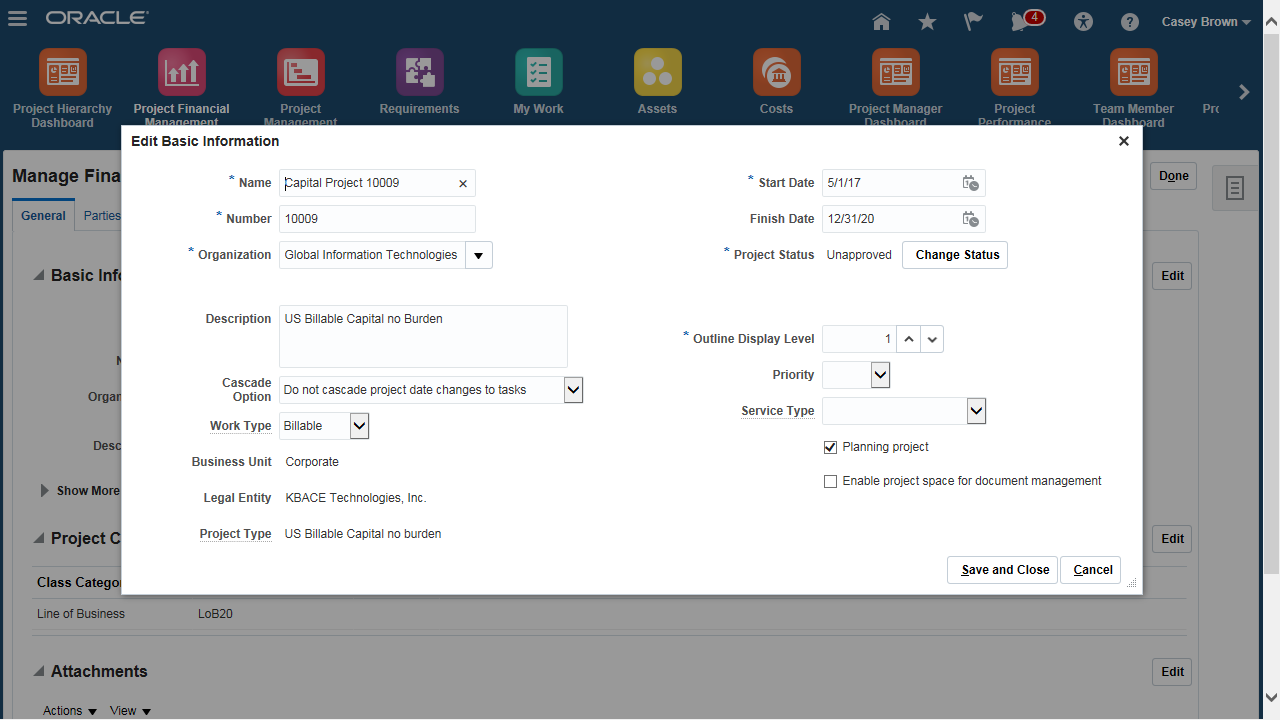 ORACLE
4
Casey Brown
Project Hierarchy Dashboard
Project Financial Management
Project Management
Requirements
My Work
Assets
Costs
Project Manager Dashboard
Project Performance
Team Member Dashboard
Edit Basic Information
Manage Fina
Done
General
Parties
Basic Info
Edit
* Name Capital Project 10009
* Number 10009
* Organization Global Information Technologies
Description US Billable Capital no Burden
Cascade Option Do not cascade project date changes to tasks
Work Type Billable
Business Unit Corporate
Legal Entity KBACE Technologies, Inc.
Project Type US Billable Capital no burden
* Start Date 5/1/17
Finish Date 12/31/20
* Project Status Unapproved Change Status
* Outline Display Level 1
Priority
Service Type
Planning project
Enable project space for document management
Save and Close Cancel
Organ
Desc
Show More
Project C
Edit
Class Catego
Line of Business LoB20
Attachments
Edit
Actions View